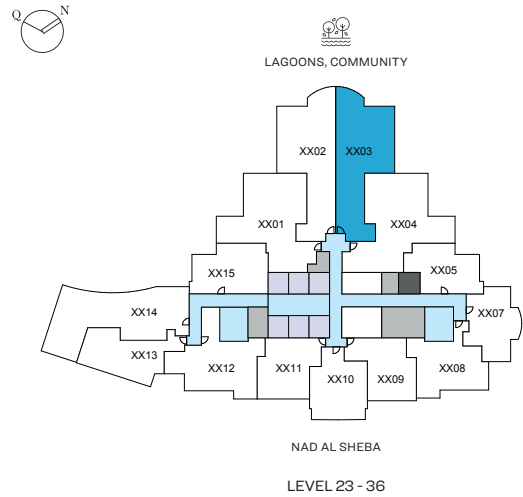 Q N
LAGOONS, COMMUNITY
XX02 XX03
XX01 XX04
XX15 XX05
XX14 XX07
XX13
XX12 XX11 XX10 XX09 XX08
NAD AL SHEBA
LEVEL 23 - 36